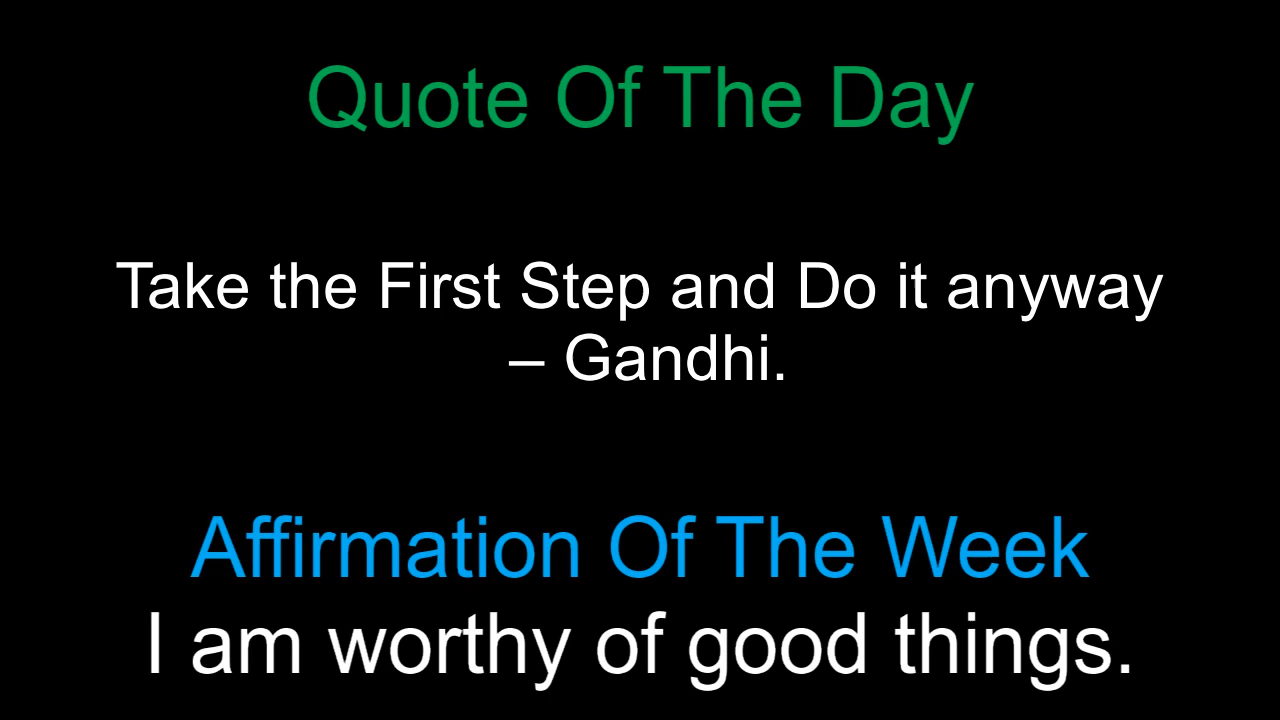 Quote Of The Day
Take the First Step and Do it anyway
– Gandhi.
Affirmation Of The Week
I am worthy of good things.